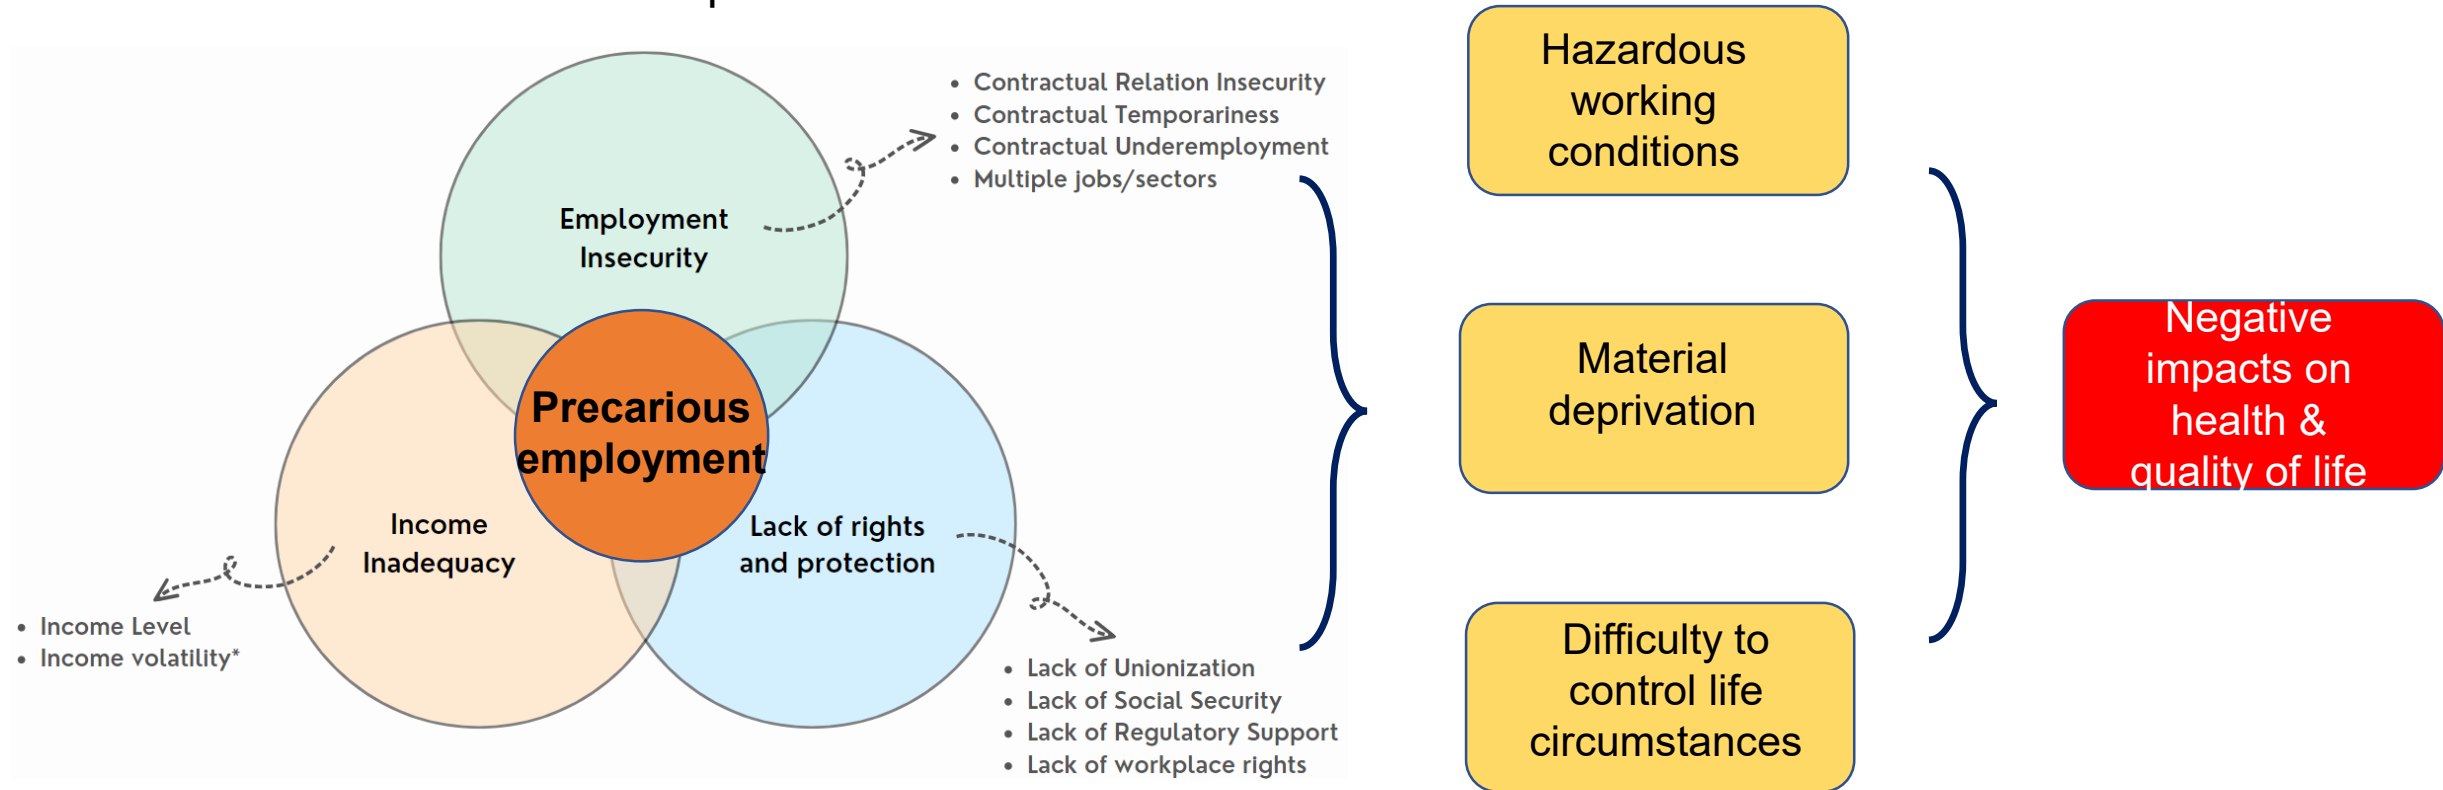 Employment
Insecurity
• Contractual Relation Insecurity
• Contractual Temporariness
• Contractual Underemployment
• Multiple jobs/sectors
Precarious
employment
Income
Inadequacy
• Income Level
• Income volatility*
Lack of rights
and protection
• Lack of Unionization
• Lack of Social Security
• Lack of Regulatory Support
• Lack of workplace rights
Hazardous
working
conditions
Material
deprivation
Difficulty to
control life
circumstances
Negative
impacts on
health &
quality of life